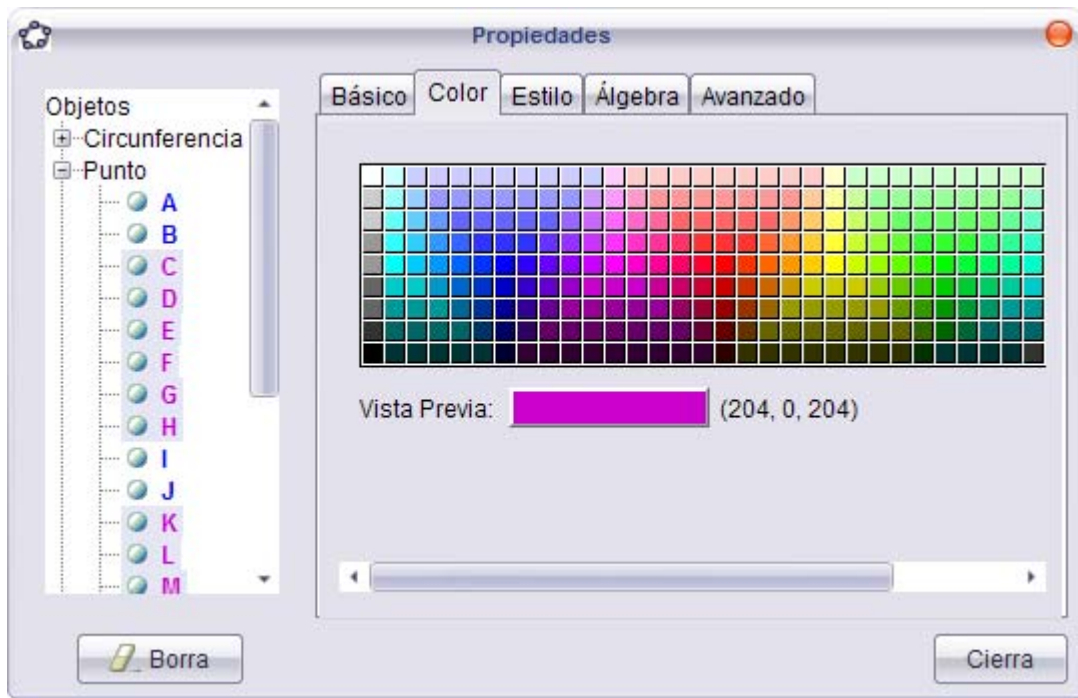 Propiedades
Objetos
Circunferencia
Punto
A
B
C
D
E
F
G
H
I
J
K
L
M
Básico Color Estilo Álgebra Avanzado
Vista Previa: (204, 0, 204)
Borra
Cierra